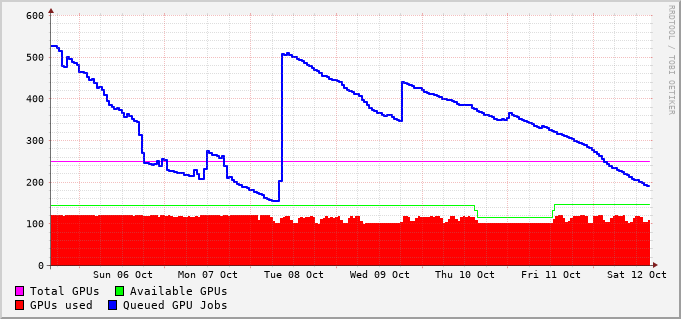 600
500
400
300
200
100
0
Sun 06 Oct Mon 07 Oct Tue 08 Oct Wed 09 Oct Thu 10 Oct Fri 11 Oct Sat 12 Oct
Total GPUs Available GPUs
GPUs used Queued GPU Jobs
RRDTOOL / TOBI OETIKER